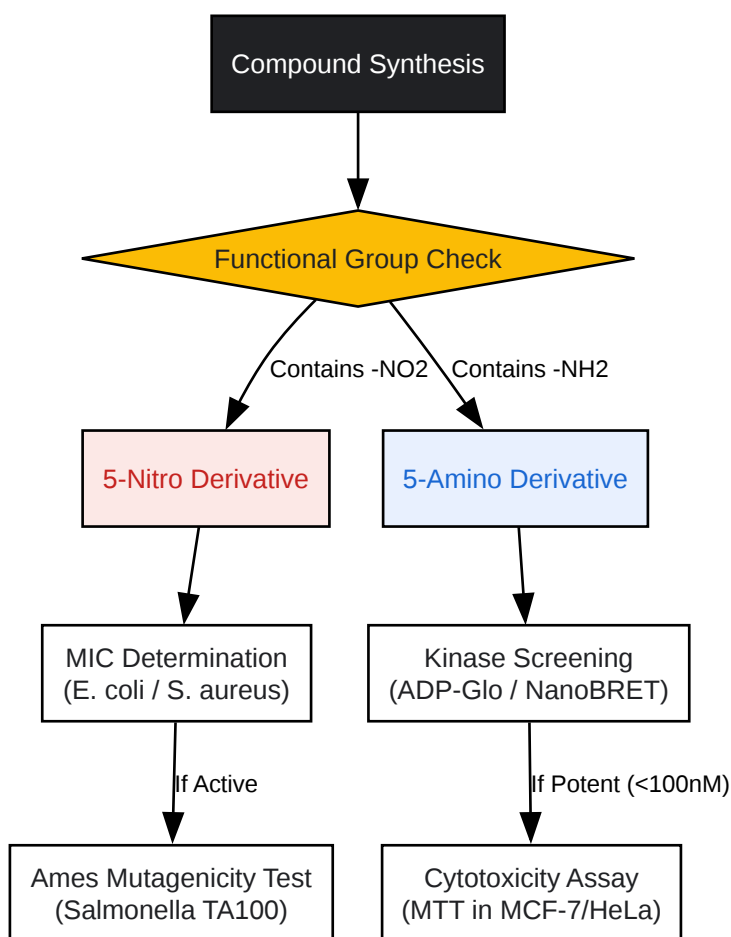 Compound Synthesis
Functional Group Check
Contains -NO2
Contains -NH2
5-Nitro Derivative
5-Amino Derivative
MIC Determination
(E. coli / S. aureus)
Kinase Screening
(ADP-Glo / NanoBRET)
If Active
If Potent (<100nM)
Ames Mutagenicity Test
(Salmonella TA100)
Cytotoxicity Assay
(MTT in MCF-7/HeLa)